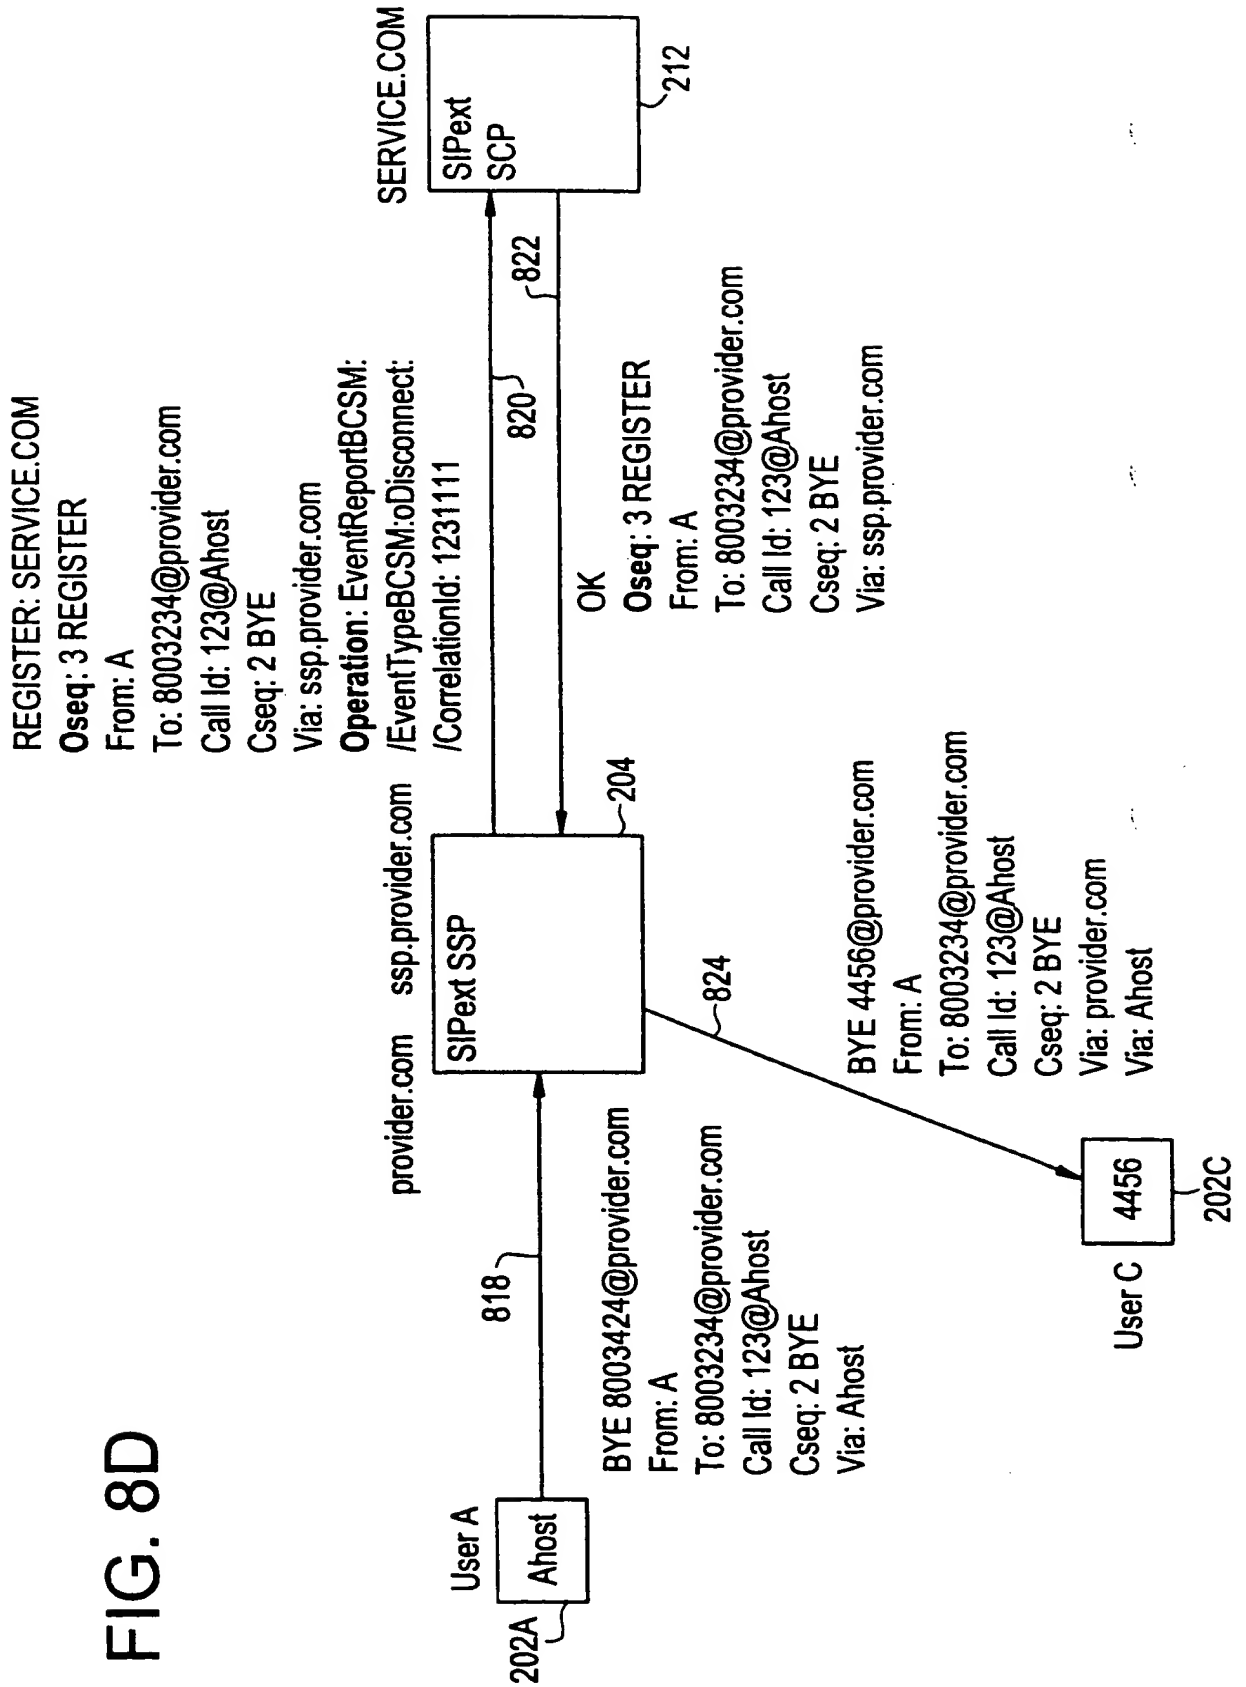 FIG. 8D
REGISTER: SERVICE.COM
Oseq: 3 REGISTER
From: A
To: 8003234@provider.com
Call Id: 123@Ahost
Cseq: 2 BYE
Via: ssp.provider.com
Operation: EventReportBCSM:
/EventTypeBCSM:oDisconnect:
/CorrelationId: 1231111
SERVICE.COM
SIPext
SCP
212
820
822
OK
Oseq: 3 REGISTER
From: A
To: 8003234@provider.com
Call Id: 123@Ahost
Cseq: 2 BYE
Via: ssp.provider.com
provider.com
ssp.provider.com
SIPext SSP
204
User A
Ahost
202A
818
BYE 8003424@provider.com
From: A
To: 8003234@provider.com
Call Id: 123@Ahost
Cseq: 2 BYE
Via: Ahost
824
BYE 4456@provider.com
From: A
To: 8003234@provider.com
Call Id: 123@Ahost
Cseq: 2 BYE
Via: provider.com
Via: Ahost
User C
4456
202C